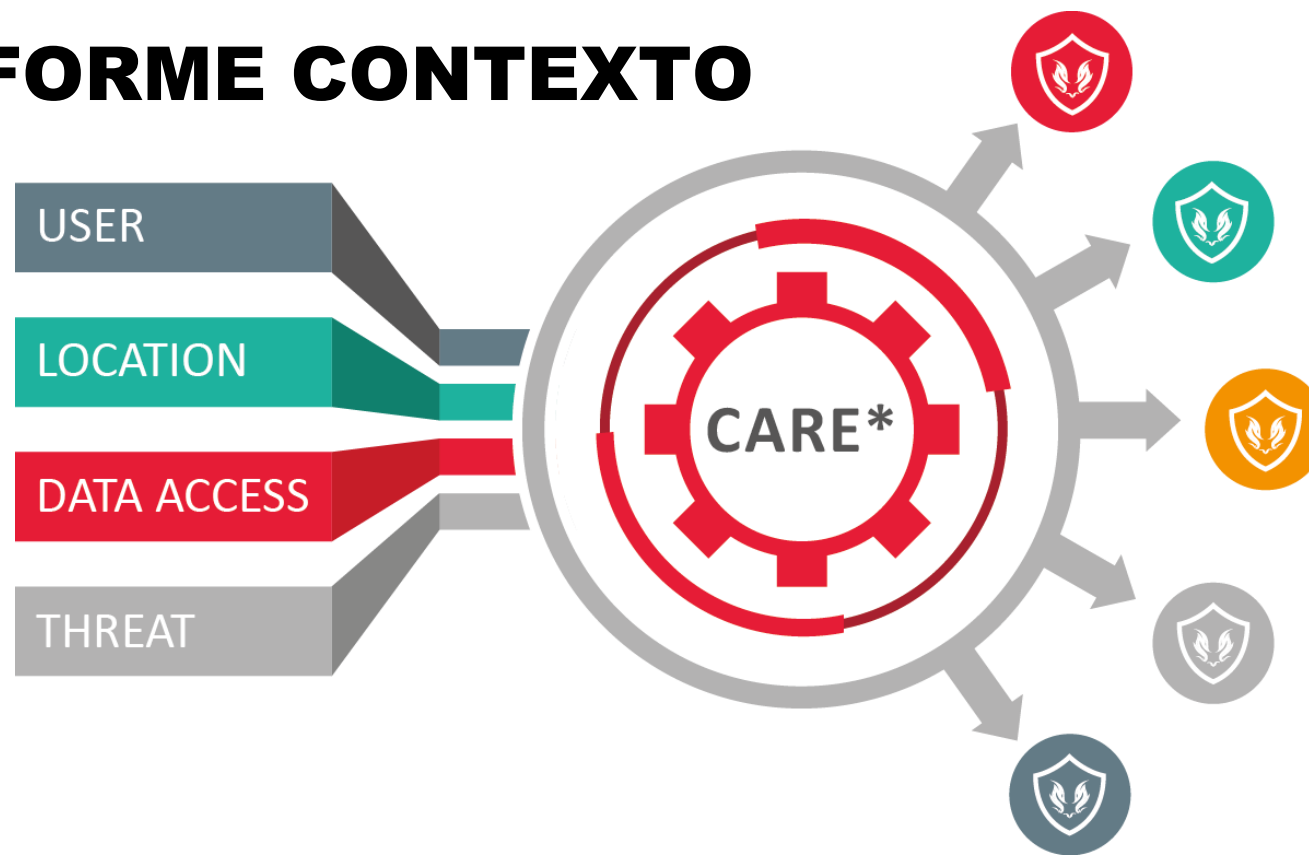 FORME CONTEXTO
USER
LOCATION
DATA ACCESS
THREAT
CARE*